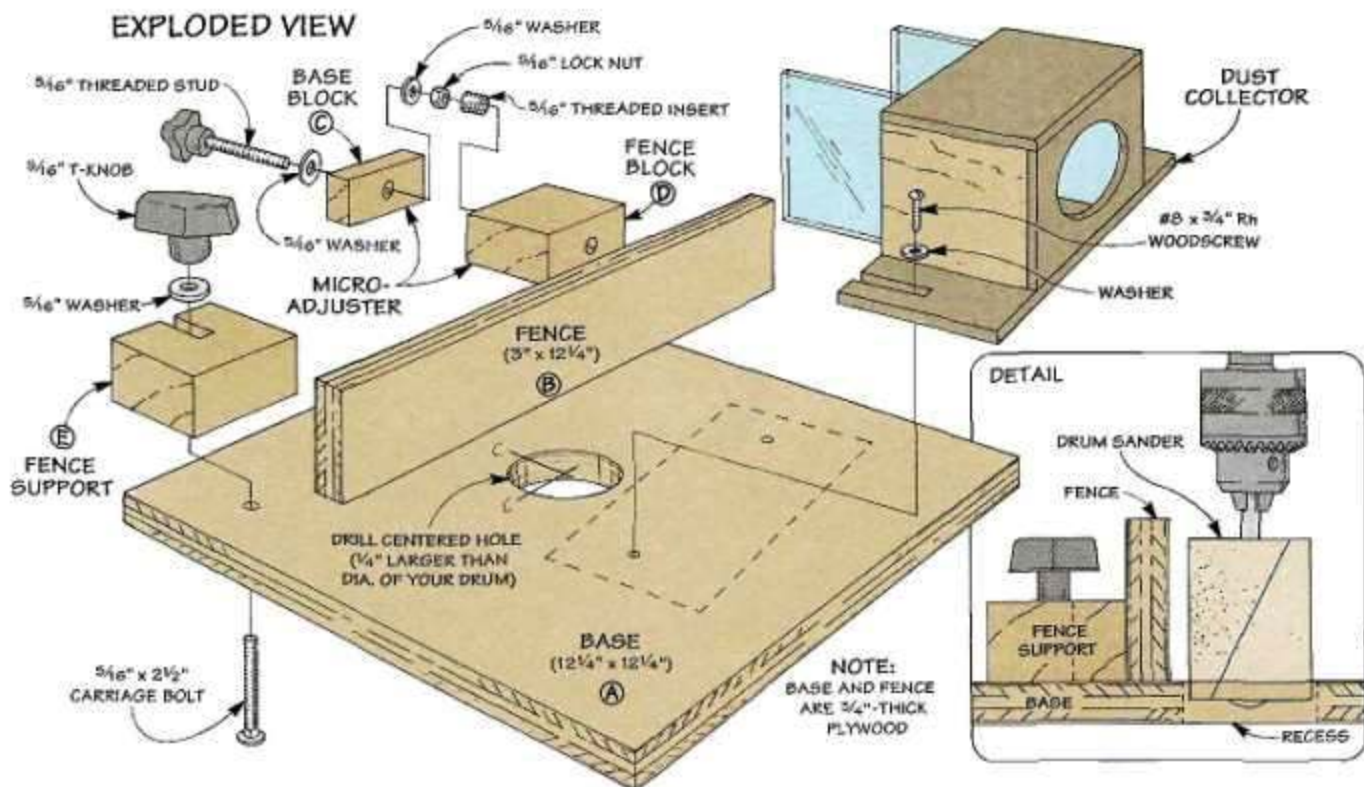 EXPLODED VIEW
5/16" WASHER
5/16" LOCK NUT
5/16" THREADED INSERT
5/16" THREADED STUD
BASE
BLOCK
C
5/16" T-KNOB
FENCE
BLOCK
D
DUST
COLLECTOR
5/16" WASHER
MICRO-
ADJUSTER
#8 x 3/4" Rh
WOODSCREW
WASHER
5/16" WASHER
FENCE
(3" x 12 1/4")
B
E
FENCE
SUPPORT
C
L
DRILL CENTERED HOLE
(1/4" LARGER THAN
DIA. OF YOUR DRUM)
BASE
(12 1/4" x 12 1/4")
A
5/16" x 2 1/2"
CARRIAGE BOLT
NOTE:
BASE AND FENCE
ARE 3/4"-THICK
PLYWOOD
DETAIL
DRUM SANDER
FENCE
FENCE
SUPPORT
BASE
RECESS